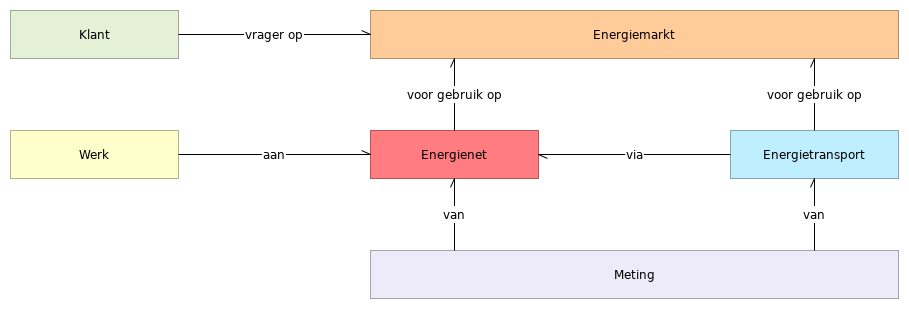 Klant
vrager op
Energiemarkt
voor gebruik op
voor gebruik op
Werk
aan
Energienet
via
Energietransport
van
van
Meting